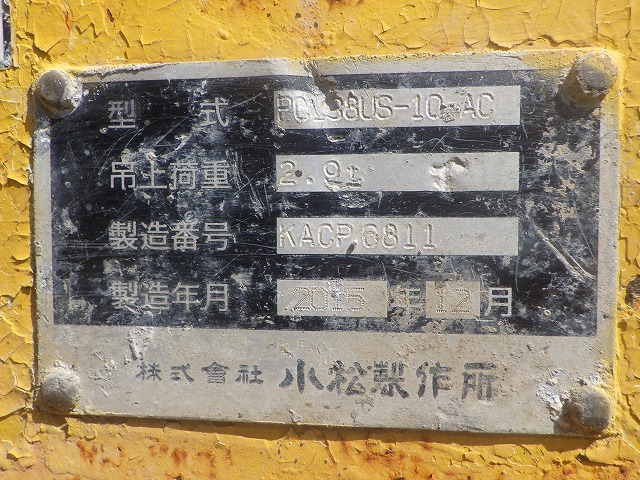 型式 PC138US-10-AC
吊上荷重 2.9t
製造番号 KACP 6811
製造年月 2015年12月
株式會社 小松製作所